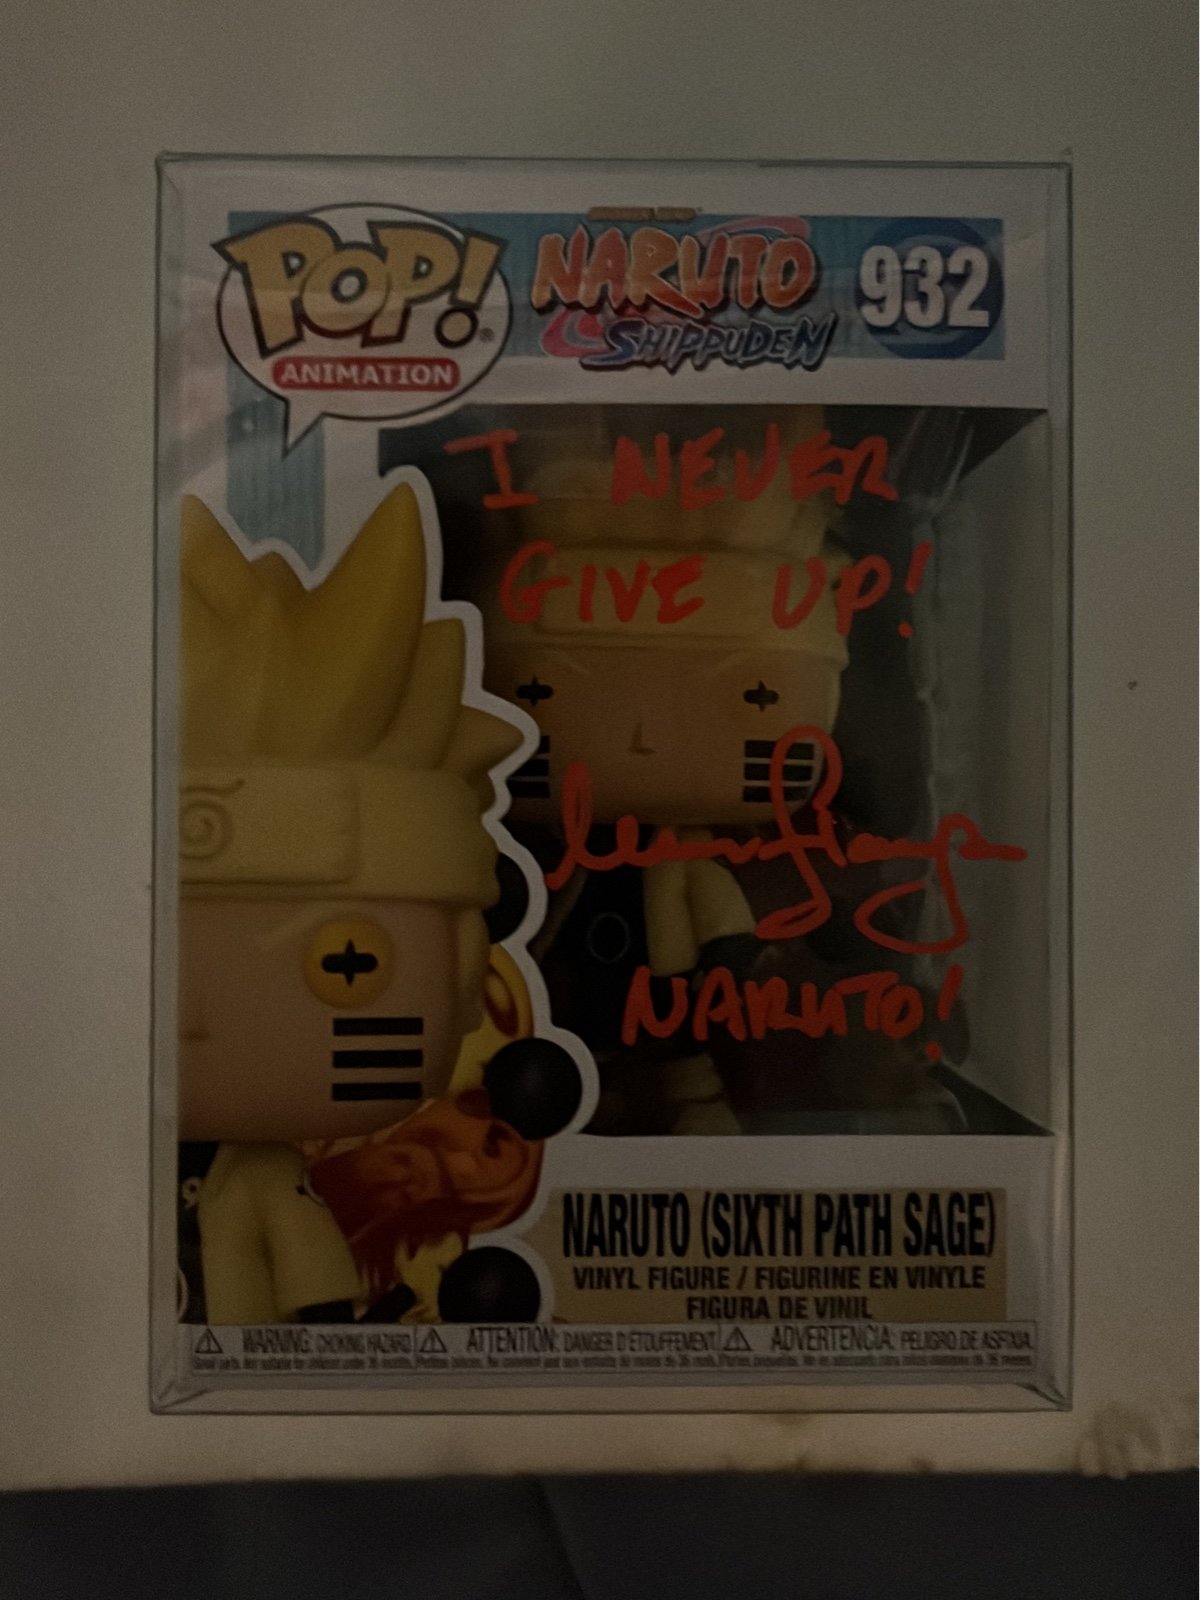 POP!®
ANIMATION
NARUTO
SHIPPUDEN
932
I NEVER
GIVE UP!
NARUTO!
NARUTO (SIXTH PATH SAGE)
VINYL FIGURE / FIGURINE EN VINYLE
FIGURA DE VINIL
WARNING: CHOKING HAZARD. ATTENTION: DANGER D'ÉTOUFFEMENT. ADVERTENCIA: PELIGRO DE ASFIXIA.